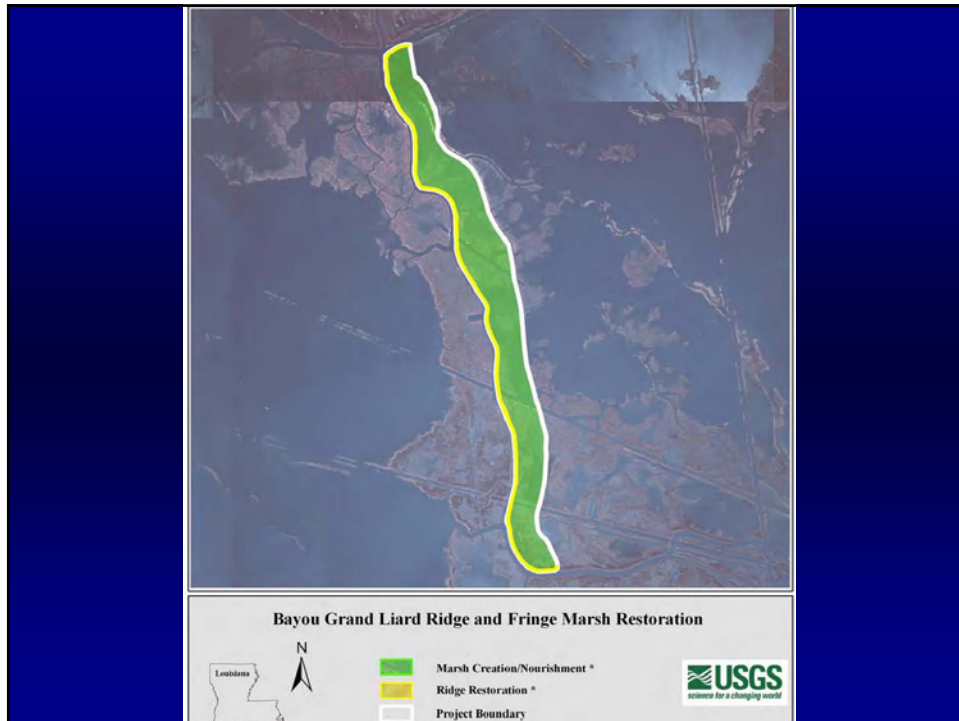 Bayou Grand Liard Ridge and Fringe Marsh Restoration
N
Louisiana
Marsh Creation/Nourishment *
Ridge Restoration *
Project Boundary
USGS
science for a changing world